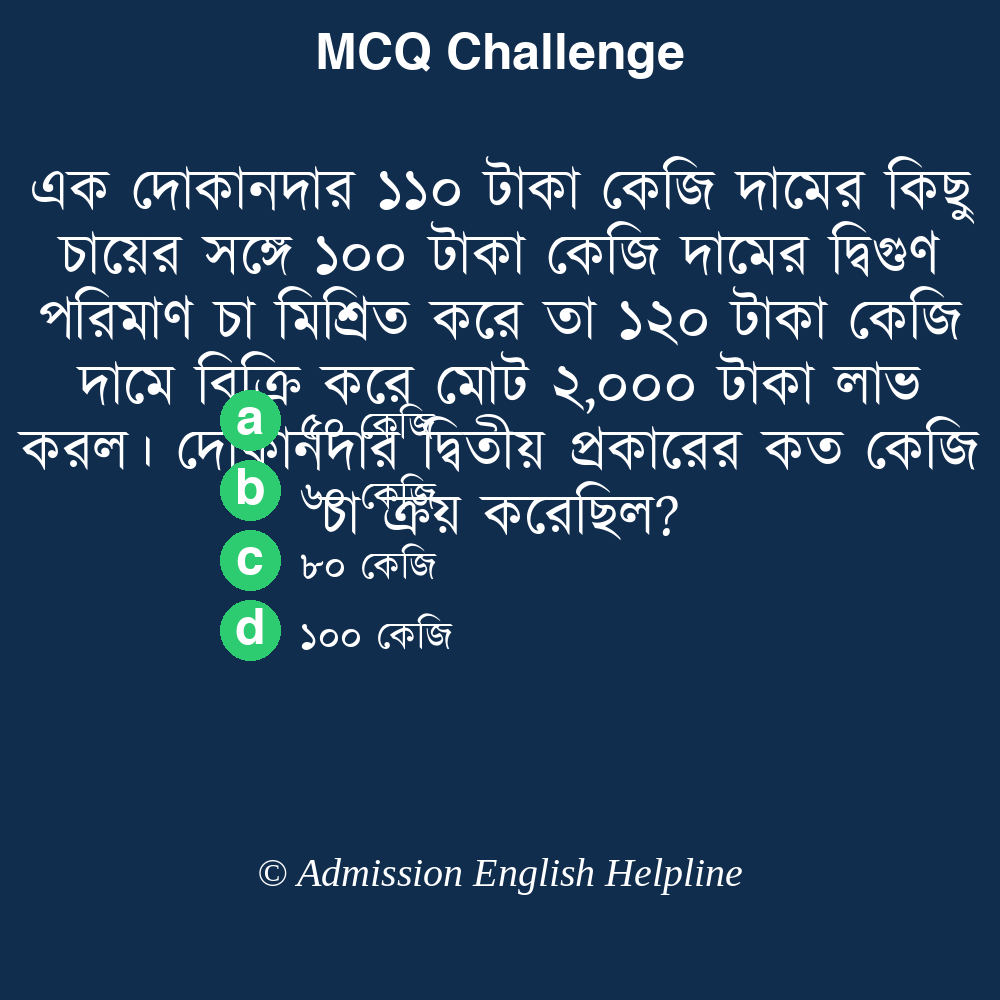 MCQ Challenge
এক দোকানদার ১১০ টাকা কেজি দামের কিছু
চায়ের সঙ্গে ১০০ টাকা কেজি দামের দ্বিগুণ
পরিমাণ চা মিশ্রিত করে তা ১২০ টাকা কেজি
দামে বিক্রি করে মোট ২,০০০ টাকা লাভ
করল। দোকানদার দ্বিতীয় প্রকারের কত কেজি
চা ক্রয় করেছিল?
a ৫০ কেজি
b ৬০ কেজি
c ৮০ কেজি
d ১০০ কেজি
© Admission English Helpline